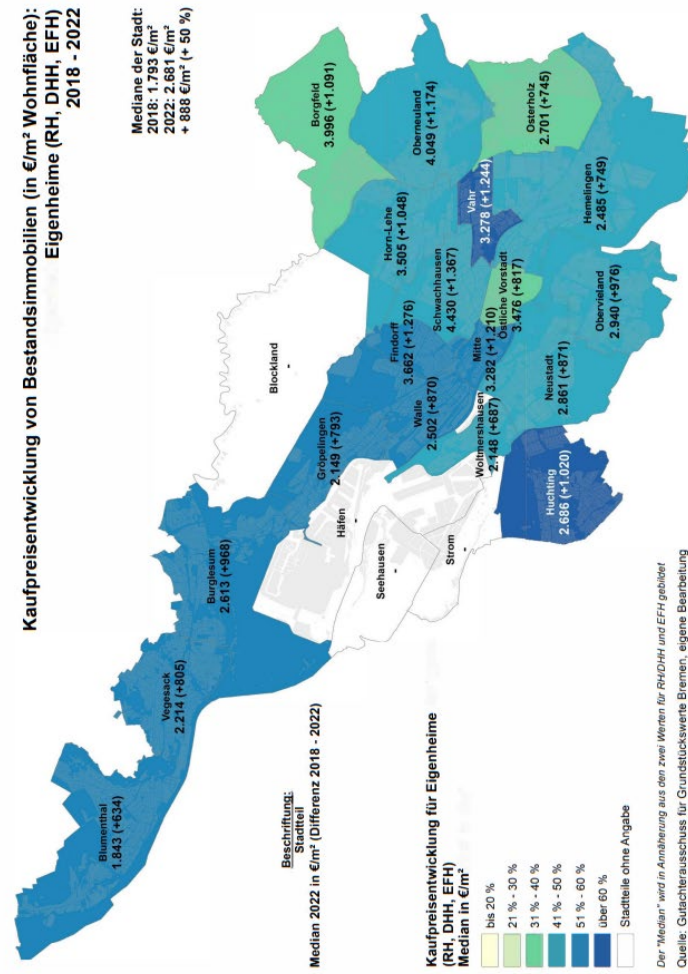 Kaufpreisentwicklung von Bestandsimmobilien (in €/m² Wohnfläche):
Eigenheime (RH, DHH, EFH)
2018 - 2022
Mediane der Stadt:
2018: 1.793 €/m²
2022: 2.681 €/m²
+ 888 €/m² (+ 50 %)
Blumenthal
1.843 (+634)
Vegesack
2.214 (+805)
Burglesum
2.613 (+968)
Blockland
-
Gröpelingen
2.149 (+793)
Häfen
-
Seehausen
-
Strom
-
Walle
2.502 (+870)
Findorff
3.662 (+1.276)
Horn-Lehe
3.505 (+1.048)
Borgfeld
3.996 (+1.091)
Oberneuland
4.049 (+1.174)
Schwachhausen
4.430 (+1.367)
Vahr
3.278 (+1.244)
Osterholz
2.701 (+745)
Mitte
3.282 (+1.210)
Östliche Vorstadt
3.476 (+817)
Hemelingen
2.485 (+749)
Woltmershausen
2.148 (+687)
Neustadt
2.861 (+871)
Obervieland
2.940 (+976)
Huchting
2.686 (+1.020)
Beschriftung:
Stadtteil
Median 2022 in €/m² (Differenz 2018 - 2022)
Kaufpreisentwicklung für Eigenheime
(RH, DHH, EFH)
Median in €/m²
bis 20 %
21 % - 30 %
31 % - 40 %
41 % - 50 %
51 % - 60 %
über 60 %
Stadtteile ohne Angabe
Der "Median" wird in Annäherung aus den zwei Werten für RH/DHH und EFH gebildet
Quelle: Gutachterausschuss für Grundstückswerte Bremen, eigene Bearbeitung